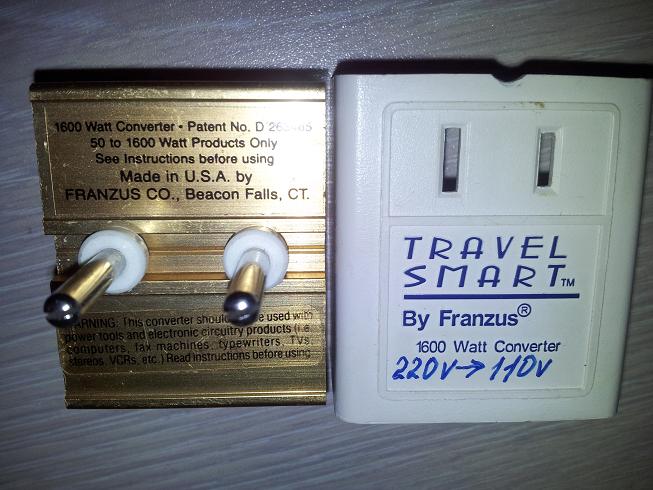 1600 Watt Converter • Patent No. D
50 to 1600 Watt Products Only
See Instructions before using
Made in U.S.A. by
FRANZUS CO., Beacon Falls, CT.
WARNING: This converter should be used with
power tools and electronic circuitry products (i.e.
computers, fax machines, typewriters, TVs,
stereos, VCRs, etc.) Read instructions before using
TRAVEL
SMART™
By Franzus®
1600 Watt Converter
220V→110V